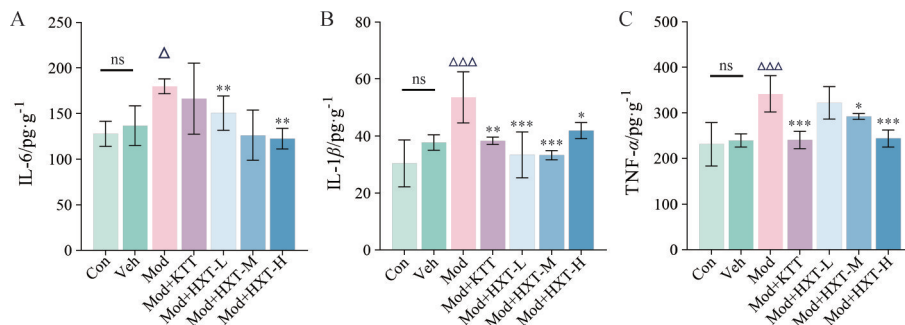 A
IL-6/pg·g⁻¹
250
200
150
100
50
0
ns
△
**
**
Con
Veh
Mod
Mod+KTT
Mod+HXT-L
Mod+HXT-M
Mod+HXT-H
B
IL-1β/pg·g⁻¹
80
60
40
20
0
ns
△△△
**
***
***
*
Con
Veh
Mod
Mod+KTT
Mod+HXT-L
Mod+HXT-M
Mod+HXT-H
C
TNF-α/pg·g⁻¹
500
400
300
200
100
0
ns
△△△
***
*
***
Con
Veh
Mod
Mod+KTT
Mod+HXT-L
Mod+HXT-M
Mod+HXT-H